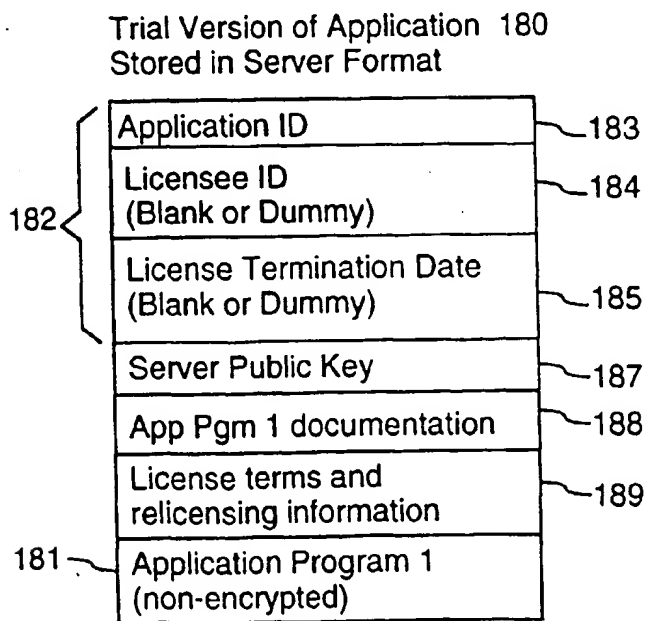 Trial Version of Application 180
Stored in Server Format
Application ID
183
Licensee ID
(Blank or Dummy)
184
182
License Termination Date
(Blank or Dummy)
185
Server Public Key
187
App Pgm 1 documentation
188
License terms and
relicensing information
189
181
Application Program 1
(non-encrypted)